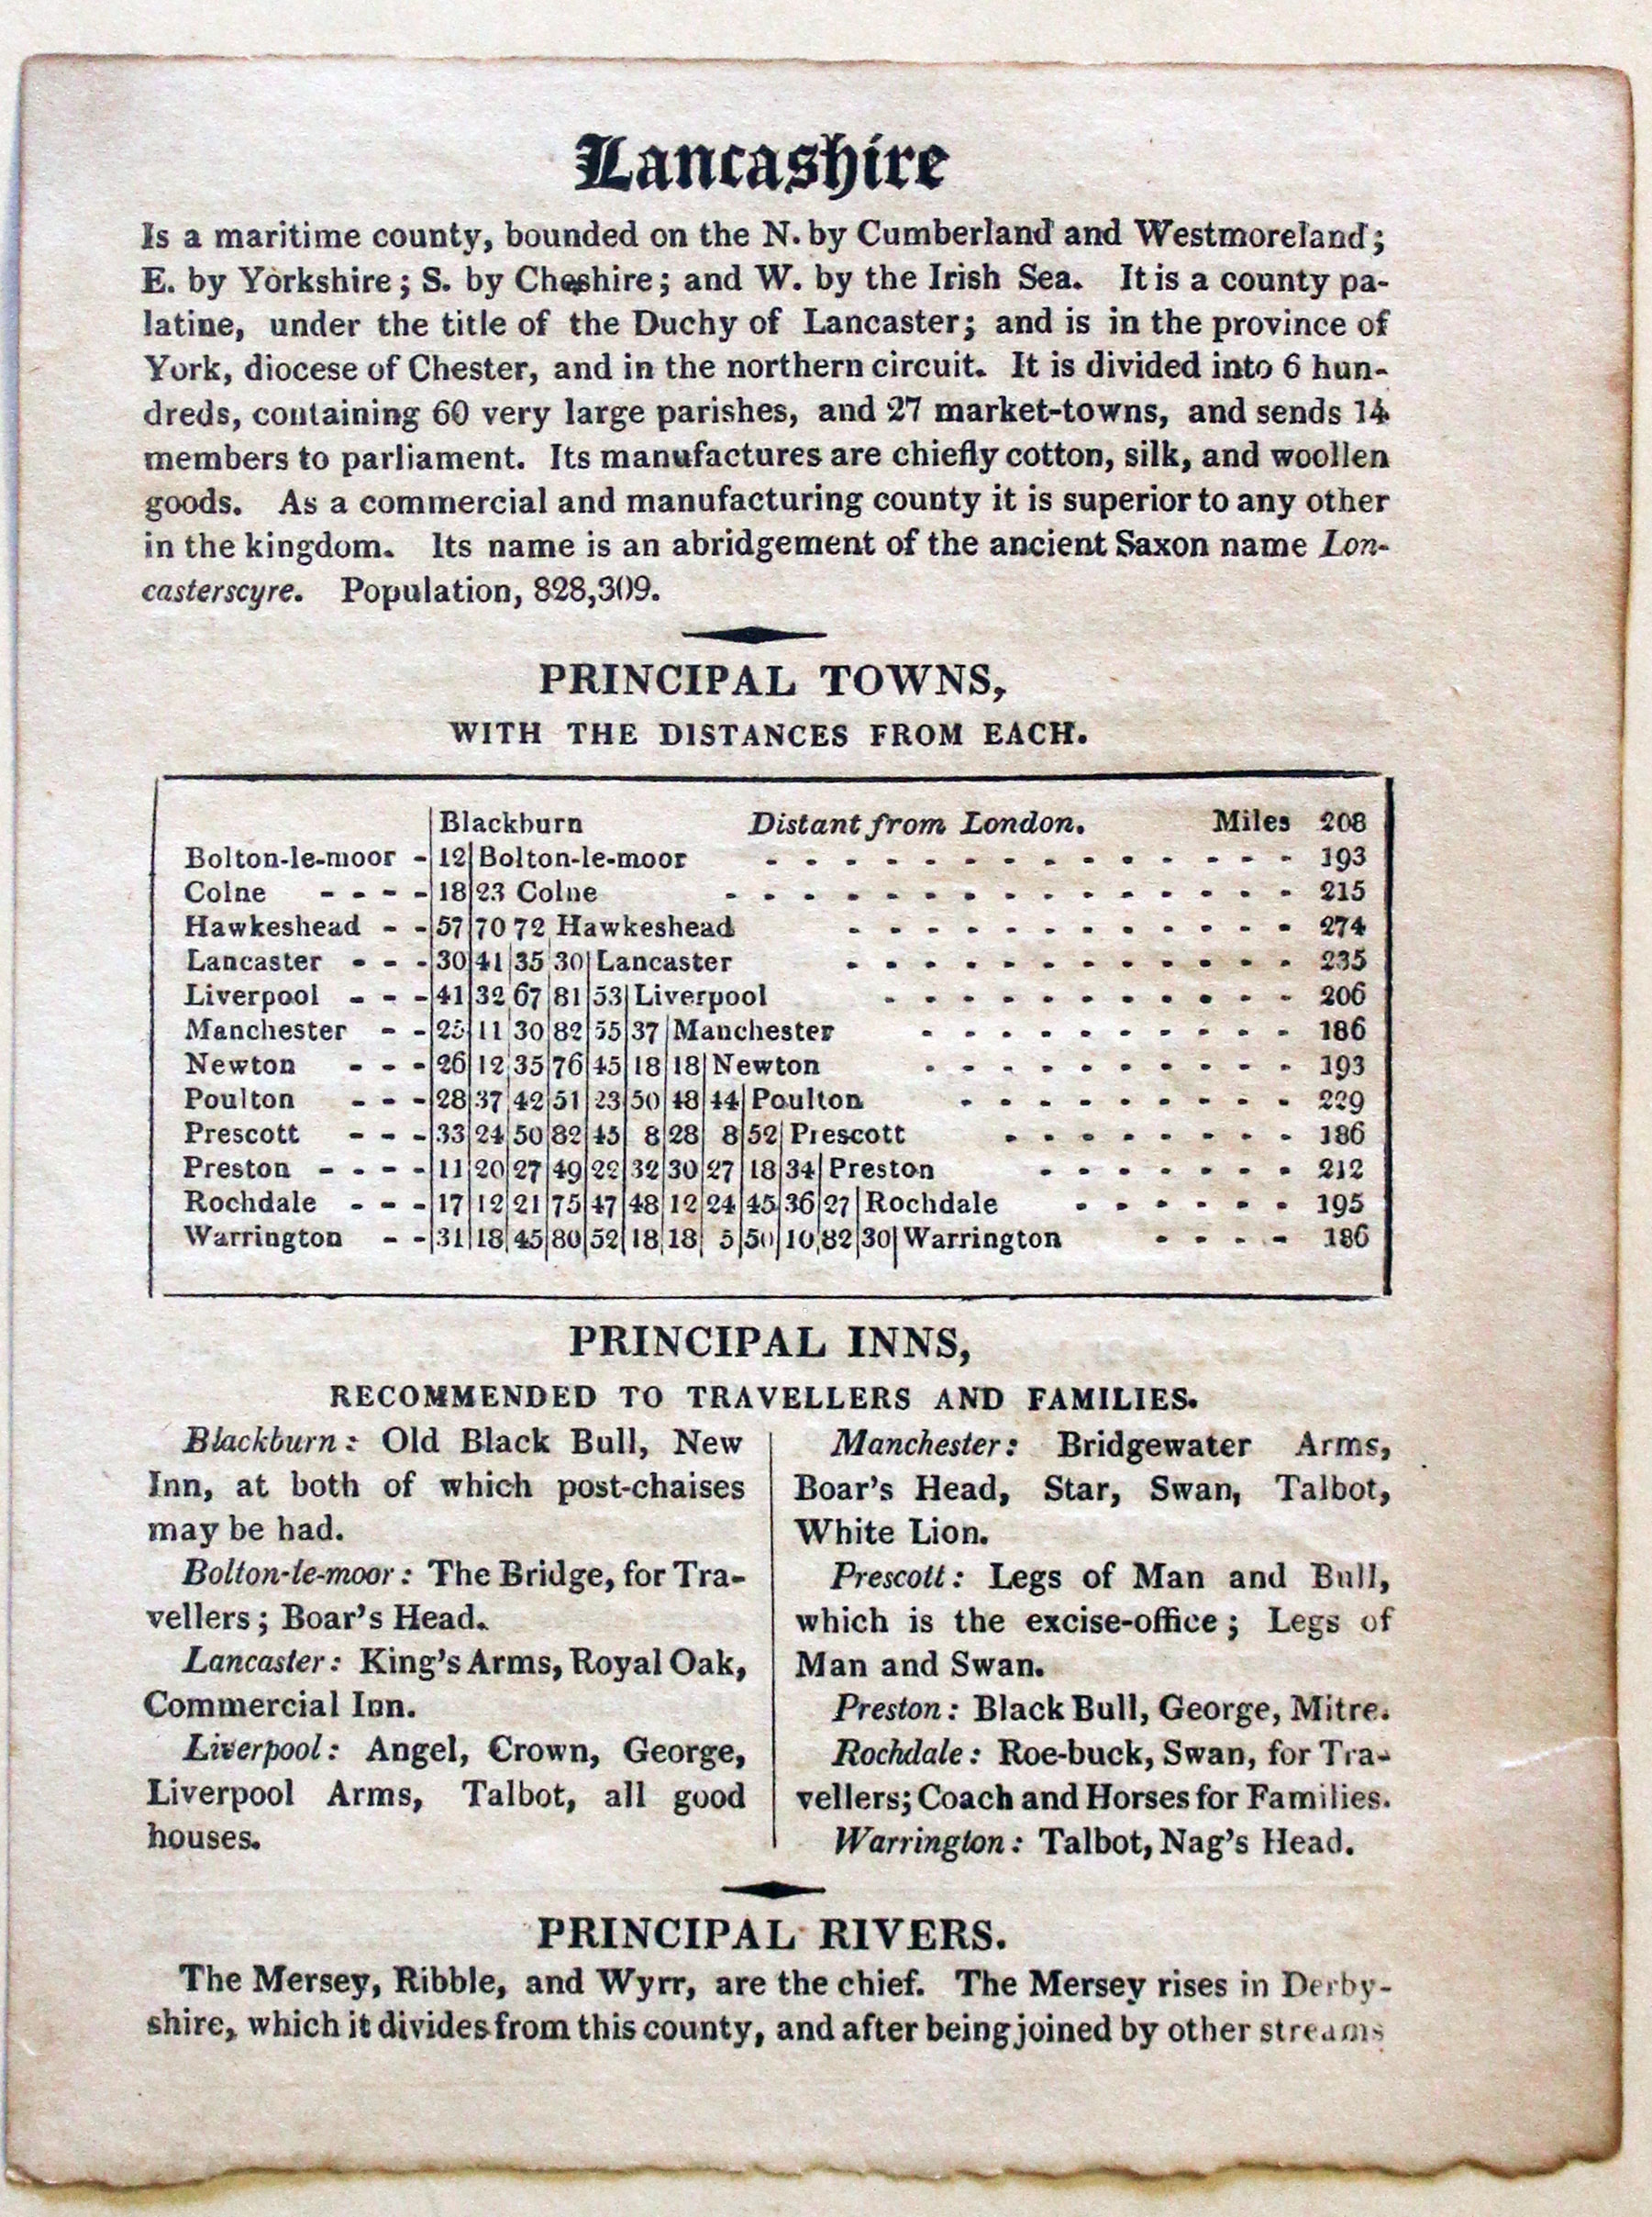 Lancashire
Is a maritime county, bounded on the N. by Cumberland and Westmoreland;
E. by Yorkshire; S. by Cheshire; and W. by the Irish Sea. It is a county pa-
latine, under the title of the Duchy of Lancaster; and is in the province of
York, diocese of Chester, and in the northern circuit. It is divided into 6 hun-
dreds, containing 60 very large parishes, and 27 market-towns, and sends 14
members to parliament. Its manufactures are chiefly cotton, silk, and woollen
goods. As a commercial and manufacturing county it is superior to any other
in the kingdom. Its name is an abridgement of the ancient Saxon name Lon-
casterscyre. Population, 828,309.
PRINCIPAL TOWNS,
WITH THE DISTANCES FROM EACH.
Blackburn Distant from London. Miles 208
Bolton-le-moor - 12 Bolton-le-moor - - - - - - - - - - - - - - 193
Colne - - - - 18 23 Colne - - - - - - - - - - - - - - - 215
Hawkeshead - - 57 70 72 Hawkeshead - - - - - - - - - - - - 274
Lancaster - - - 30 41 35 30 Lancaster - - - - - - - - - - - - 235
Liverpool - - - 41 32 67 81 53 Liverpool - - - - - - - - - - - 206
Manchester - - 25 11 30 82 55 37 Manchester - - - - - - - - - - 186
Newton - - - 26 12 35 76 45 18 18 Newton - - - - - - - - - - 193
Poulton - - - 28 37 42 51 23 50 48 44 Poulton - - - - - - - - - 229
Prescott - - - 33 24 50 82 45 8 28 8 52 Prescott - - - - - - - - 186
Preston - - - - 11 20 27 49 22 32 30 27 18 34 Preston - - - - - - - 212
Rochdale - - - 17 12 21 75 47 48 12 24 45 36 27 Rochdale - - - - - - 195
Warrington - - 31 18 45 80 52 18 18 5 50 10 82 30 Warrington - - - - 186
PRINCIPAL INNS,
RECOMMENDED TO TRAVELLERS AND FAMILIES.
Blackburn: Old Black Bull, New
Inn, at both of which post-chaises
may be had.
Bolton-le-moor: The Bridge, for Tra-
vellers; Boar's Head.
Lancaster: King's Arms, Royal Oak,
Commercial Inn.
Liverpool: Angel, Crown, George,
Liverpool Arms, Talbot, all good
houses.
Manchester: Bridgewater Arms,
Boar's Head, Star, Swan, Talbot,
White Lion.
Prescott: Legs of Man and Bull,
which is the excise-office; Legs of
Man and Swan.
Preston: Black Bull, George, Mitre.
Rochdale: Roe-buck, Swan, for Tra-
vellers; Coach and Horses for Families.
Warrington: Talbot, Nag's Head.
PRINCIPAL RIVERS.
The Mersey, Ribble, and Wyrr, are the chief. The Mersey rises in Derby-
shire, which it divides from this county, and after being joined by other streams